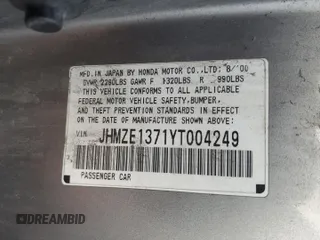 MFD.IN JAPAN BY HONDA MOTOR CO.,LTD; 8/'00
GVWR 2260LBS GAWR F 1320LBS R 990LBS
THIS VEHICLE CONFORMS TO ALL APPLICABLE
FEDERAL MOTOR VEHICLE SAFETY,BUMPER,
AND THEFT PREVENTION STANDARDS IN EFFECT ON
THE DATE OF MANUFACTURE SHOWN ABOVE.
VIN JHMZE1371YT004249
PASSENGER CAR
DREAMBID